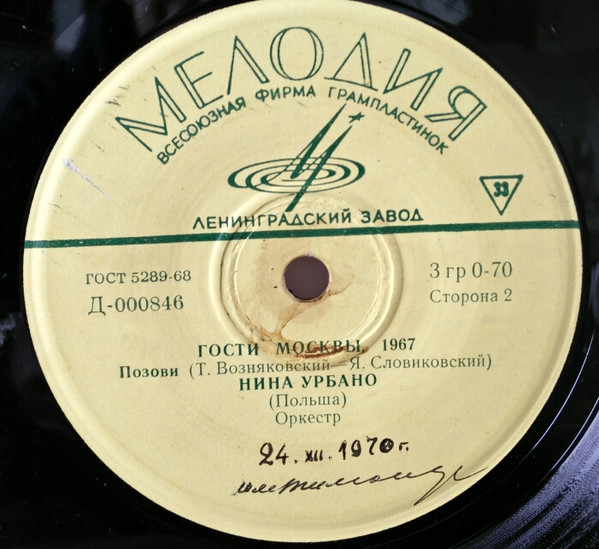 МЕЛОДИЯ
ВСЕСОЮЗНАЯ ФИРМА ГРАМПЛАСТИНОК
33
ЛЕНИНГРАДСКИЙ ЗАВОД
ГОСТ 5289-68
Д-000846
3 гр 0-70
Сторона 2
ГОСТИ МОСКВЫ, 1967
Позови (Т. Возняковский—Я. Словиковский)
НИНА УРБАНО
(Польша)
Оркестр
24. XII. 1970 г.